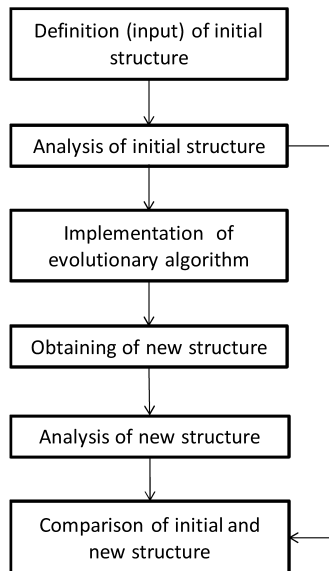 Definition (input) of initial
structure
Analysis of initial structure
Implementation of
evolutionary algorithm
Obtaining of new structure
Analysis of new structure
Comparison of initial and
new structure